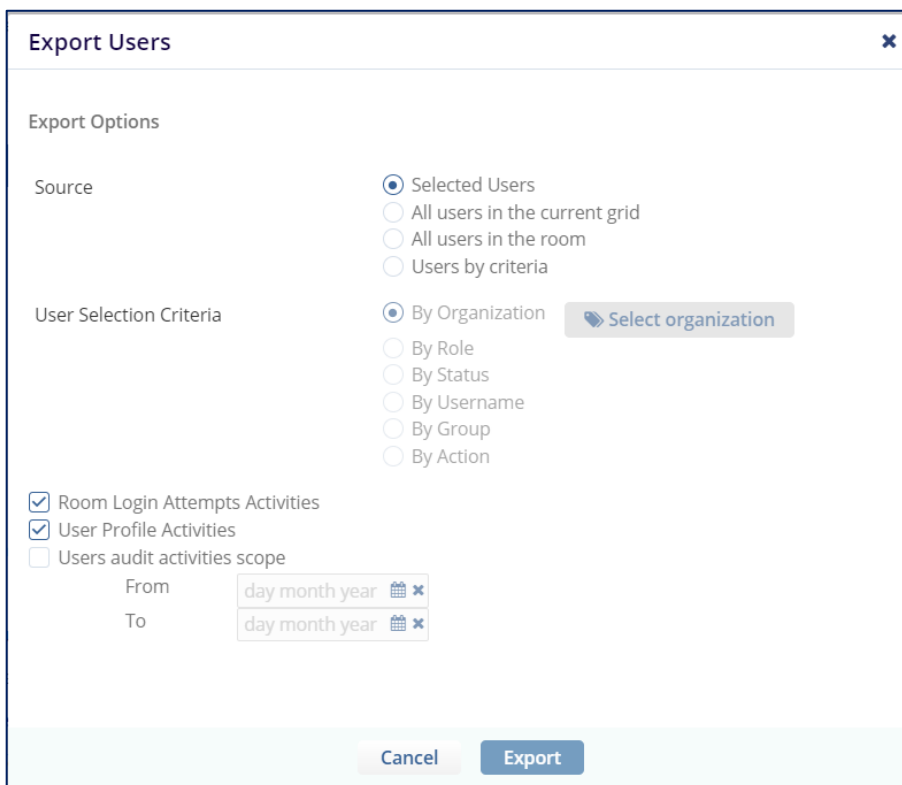 Export Users
Export Options
Source
Selected Users
All users in the current grid
All users in the room
Users by criteria
User Selection Criteria
By Organization
Select organization
By Role
By Status
By Username
By Group
By Action
Room Login Attempts Activities
User Profile Activities
Users audit activities scope
From
day month year
To
day month year
Cancel
Export